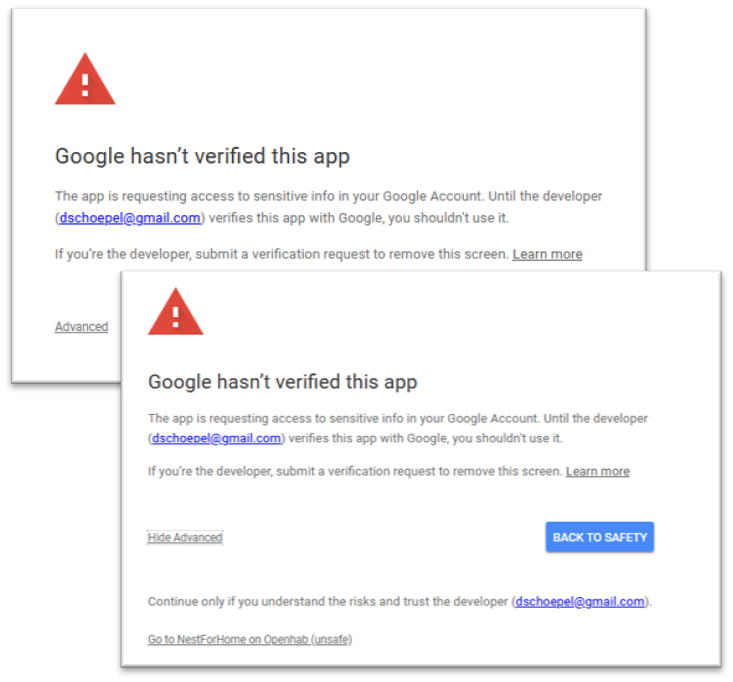 Google hasn't verified this app
The app is requesting access to sensitive info in your Google Account. Until the developer
(dschoepel@gmail.com) verifies this app with Google, you shouldn't use it.
If you're the developer, submit a verification request to remove this screen. Learn more
Advanced
Google hasn't verified this app
The app is requesting access to sensitive info in your Google Account. Until the developer
(dschoepel@gmail.com) verifies this app with Google, you shouldn't use it.
If you're the developer, submit a verification request to remove this screen. Learn more
Hide Advanced
BACK TO SAFETY
Continue only if you understand the risks and trust the developer (dschoepel@gmail.com).
Go to NestForHome on Openhab (unsafe)